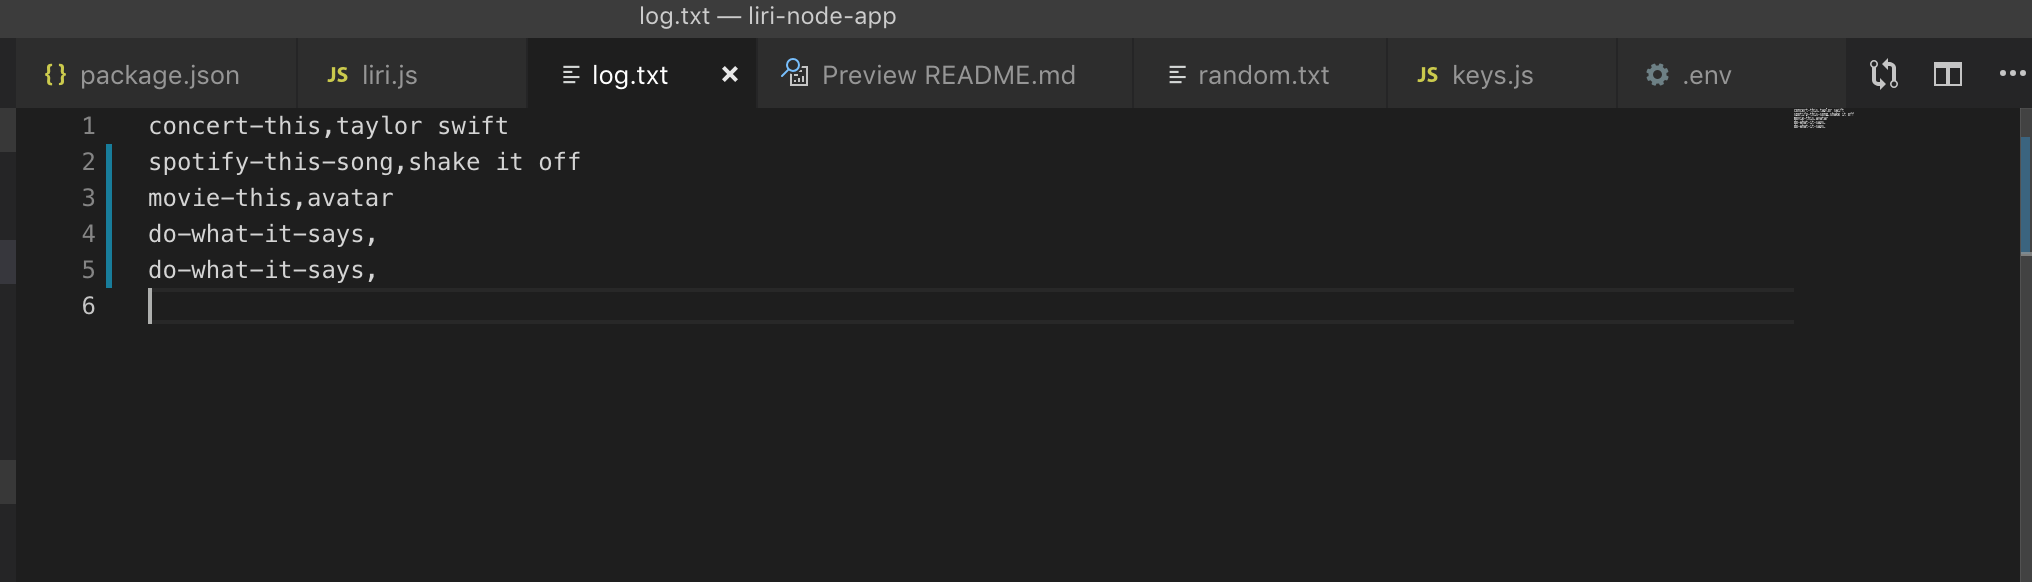 log.txt — liri-node-app
{} package.json JS liri.js log.txt × Preview README.md random.txt JS keys.js .env ...
1 concert-this,taylor swift
2 spotify-this-song,shake it off
3 movie-this,avatar
4 do-what-it-says,
5 do-what-it-says,
6